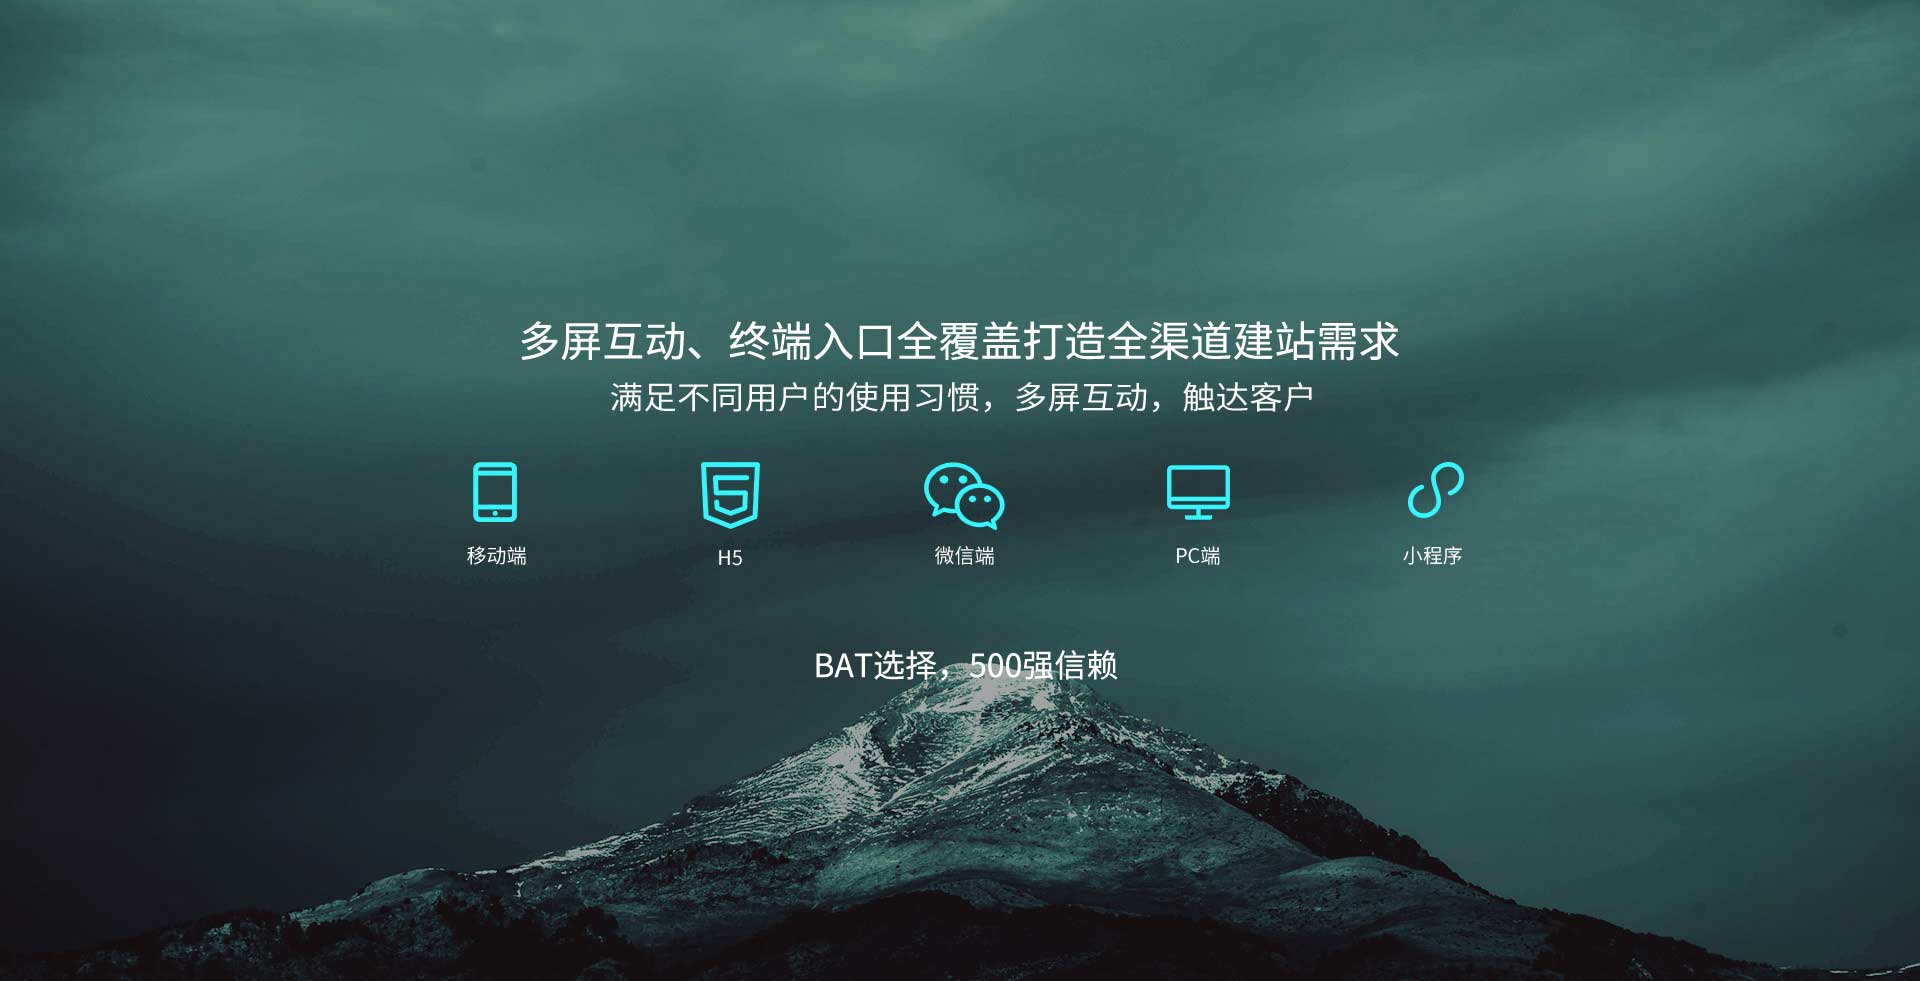 多屏互动、终端入口全覆盖打造全渠道建站需求
满足不同用户的使用习惯，多屏互动，触达客户
移动端
H5
微信端
PC端
小程序
BAT选择，500强信赖